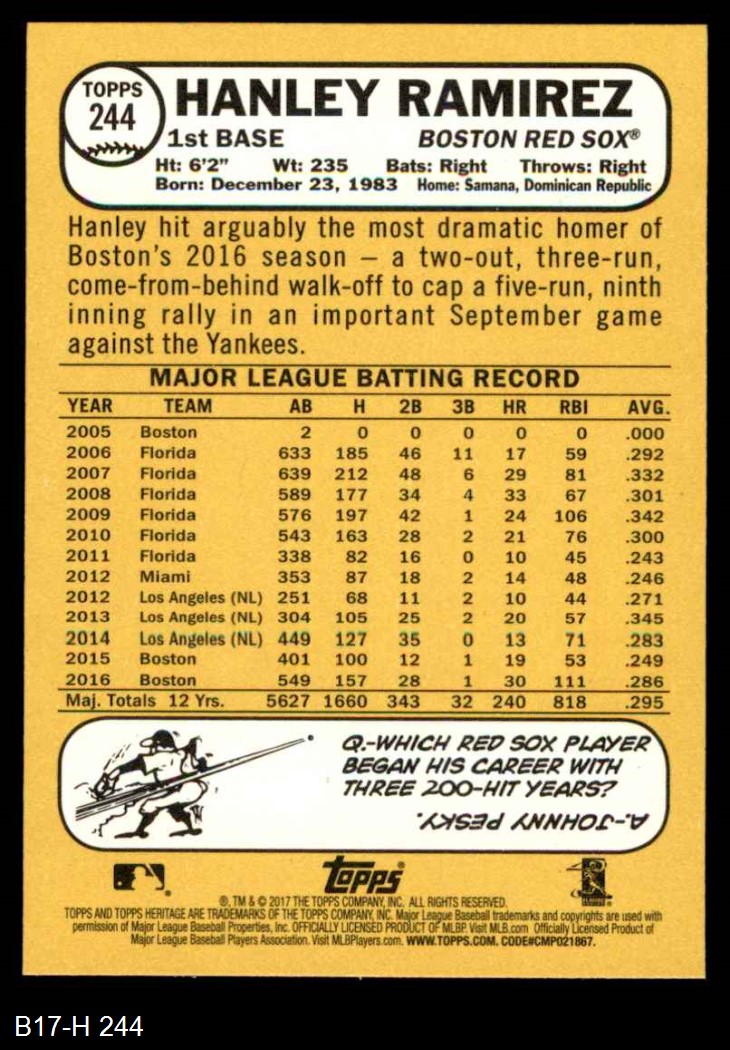 TOPPS
244
HANLEY RAMIREZ
1st BASE BOSTON RED SOX®
Ht: 6'2" Wt: 235 Bats: Right Throws: Right
Born: December 23, 1983 Home: Samana, Dominican Republic
Hanley hit arguably the most dramatic homer of
Boston's 2016 season – a two-out, three-run,
come-from-behind walk-off to cap a five-run, ninth
inning rally in an important September game
against the Yankees.
MAJOR LEAGUE BATTING RECORD
YEAR TEAM AB H 2B 3B HR RBI AVG.
2005 Boston 2 0 0 0 0 0 .000
2006 Florida 633 185 46 11 17 59 .292
2007 Florida 639 212 48 6 29 81 .332
2008 Florida 589 177 34 4 33 67 .301
2009 Florida 576 197 42 1 24 106 .342
2010 Florida 543 163 28 2 21 76 .300
2011 Florida 338 82 16 0 10 45 .243
2012 Miami 353 87 18 2 14 48 .246
2012 Los Angeles (NL) 251 68 11 2 10 44 .271
2013 Los Angeles (NL) 304 105 25 2 20 57 .345
2014 Los Angeles (NL) 449 127 35 0 13 71 .283
2015 Boston 401 100 12 1 19 53 .249
2016 Boston 549 157 28 1 30 111 .286
Maj. Totals 12 Yrs. 5627 1660 343 32 240 818 .295
Q.-WHICH RED SOX PLAYER
BEGAN HIS CAREER WITH
THREE 200-HIT YEARS?
A.-JOHNNY PESKY.
topps®
®, TM & © 2017 THE TOPPS COMPANY, INC. ALL RIGHTS RESERVED.
TOPPS AND TOPPS HERITAGE ARE TRADEMARKS OF THE TOPPS COMPANY, INC. Major League Baseball trademarks and copyrights are used with
permission of Major League Baseball Properties, Inc. OFFICIALLY LICENSED PRODUCT OF MLBP. Visit MLB.com Officially Licensed Product of
Major League Baseball Players Association. Visit MLBPlayers.com. WWW.TOPPS.COM. CODE#CMP021867.
B17-H 244